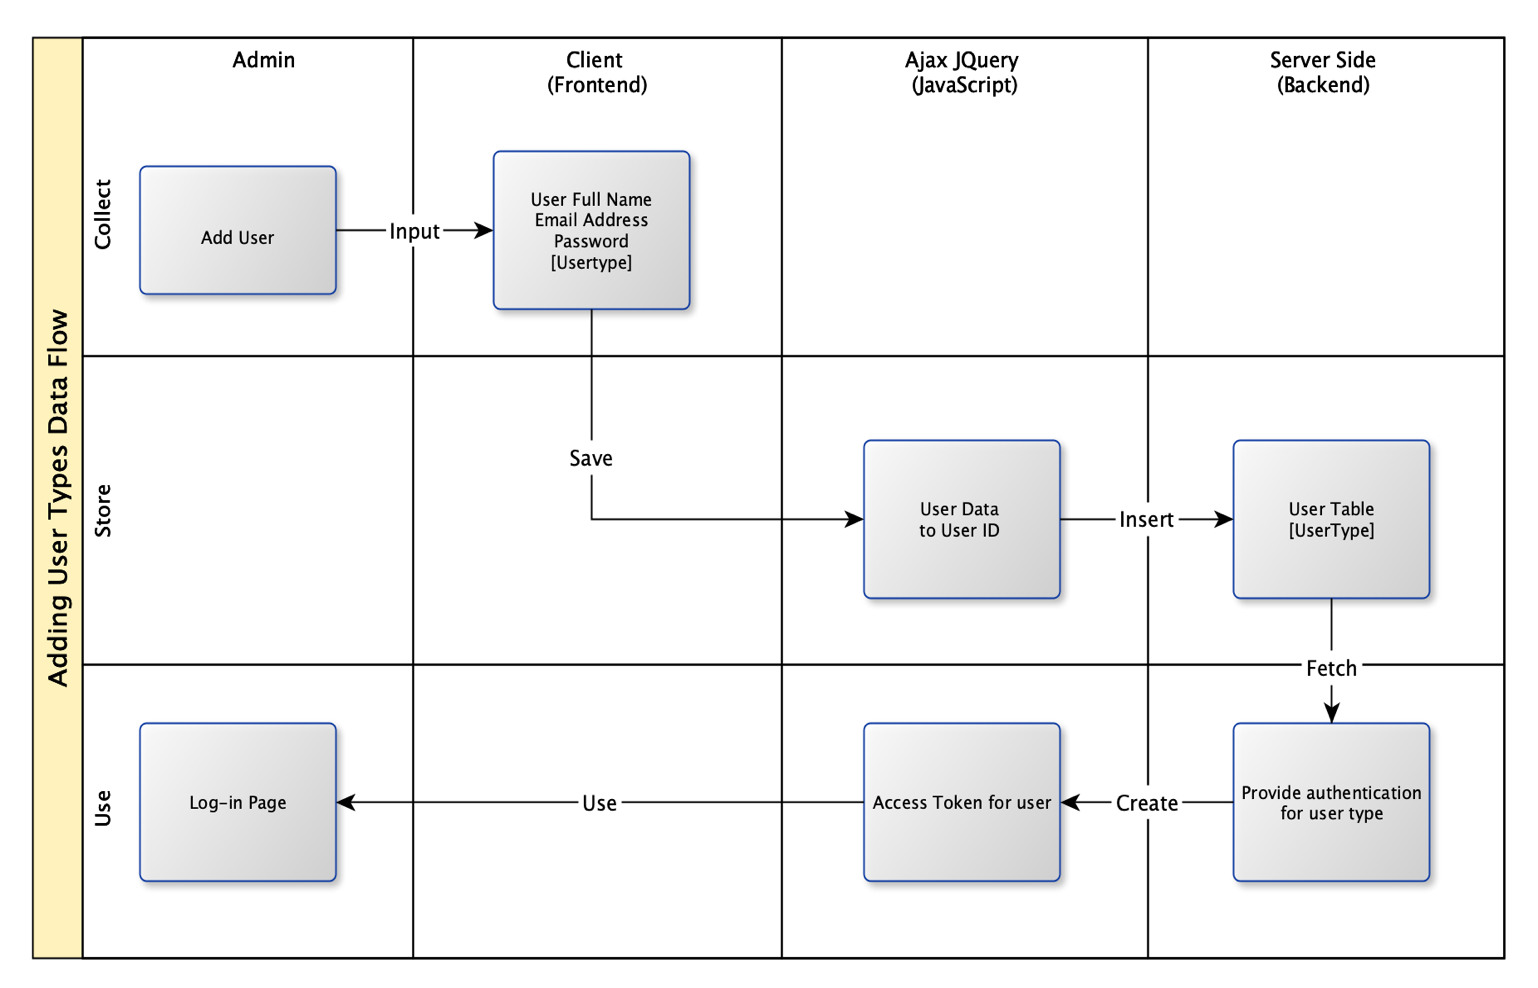 Adding User Types Data Flow
Admin
Client
(Frontend)
Ajax JQuery
(JavaScript)
Server Side
(Backend)
Collect
Add User
Input
User Full Name
Email Address
Password
[Usertype]
Store
Save
User Data
to User ID
Insert
User Table
[UserType]
Fetch
Use
Log-in Page
Use
Access Token for user
Create
Provide authentication
for user type